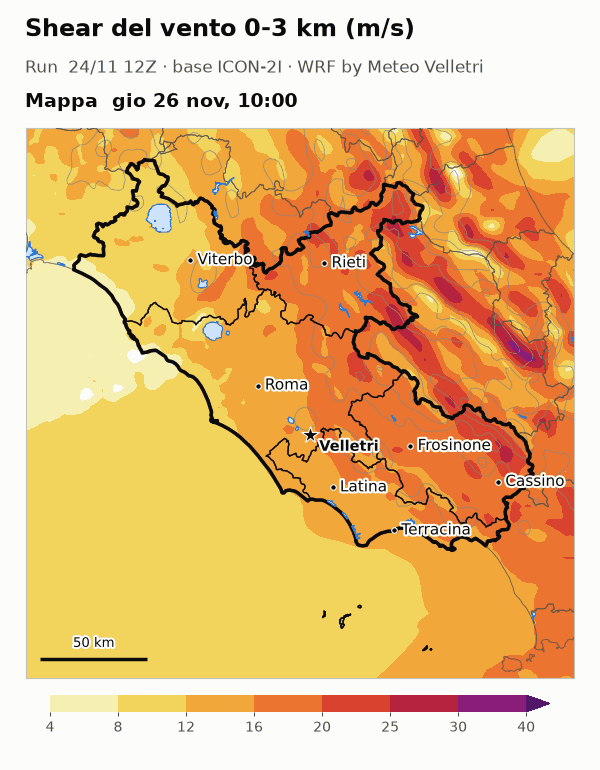 Shear del vento 0-3 km (m/s)
Run  24/11 12Z · base ICON-2I · WRF by Meteo Velletri
Mappa  gio 26 nov, 10:00
Viterbo
Rieti
Roma
Velletri
Frosinone
Cassino
Latina
Terracina
50 km
4 8 12 16 20 25 30 40